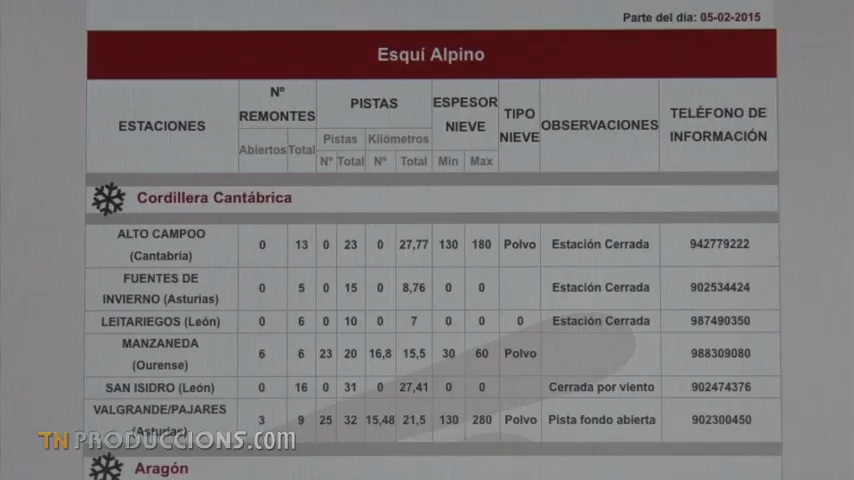 Parte del día: 05-02-2015
Esquí Alpino
ESTACIONES Nº REMONTES PISTAS ESPESOR NIEVE TIPO NIEVE OBSERVACIONES TELÉFONO DE INFORMACIÓN
Abiertos Total Pistas Kilómetros
Nº Total Nº Total Min Max
Cordillera Cantábrica
ALTO CAMPOO (Cantabria) 0 13 0 23 0 27,77 130 180 Polvo Estación Cerrada 942779222
FUENTES DE INVIERNO (Asturias) 0 5 0 15 0 8,76 0 0 Estación Cerrada 902534424
LEITARIEGOS (León) 0 6 0 10 0 7 0 0 0 Estación Cerrada 987490350
MANZANEDA (Ourense) 6 6 23 20 16,8 15,5 30 60 Polvo 988309080
SAN ISIDRO (León) 0 16 0 31 0 27,41 0 0 Cerrada por viento 902474376
VALGRANDE/PAJARES (Asturias) 3 9 25 32 15,48 21,5 130 280 Polvo Pista fondo abierta 902300450
TN PRODUCCIONS.com
Aragón